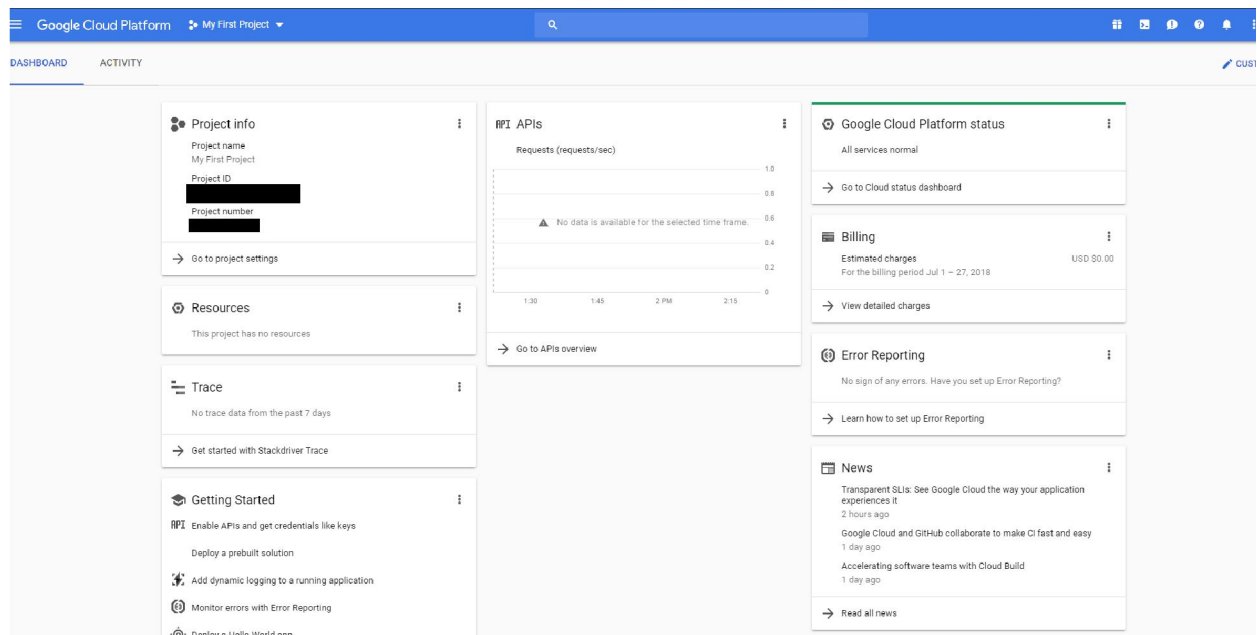 Google Cloud Platform
My First Project
DASHBOARD
ACTIVITY
CUST
Project info
Project name
My First Project
Project ID
Project number
Go to project settings
Resources
This project has no resources
Trace
No trace data from the past 7 days
Get started with Stackdriver Trace
Getting Started
API Enable APIs and get credentials like keys
Deploy a prebuilt solution
Add dynamic logging to a running application
Monitor errors with Error Reporting
Deploy a Hello World app
API APIs
Requests (requests/sec)
1.0
0.8
No data is available for the selected time frame.
0.6
0.4
0.2
0
1:30
1:45
2 PM
2:15
Go to APIs overview
Google Cloud Platform status
All services normal
Go to Cloud status dashboard
Billing
Estimated charges
USD $0.00
For the billing period Jul 1 – 27, 2018
View detailed charges
Error Reporting
No sign of any errors. Have you set up Error Reporting?
Learn how to set up Error Reporting
News
Transparent SLIs: See Google Cloud the way your application
experiences it
2 hours ago
Google Cloud and GitHub collaborate to make CI fast and easy
1 day ago
Accelerating software teams with Cloud Build
1 day ago
Read all news